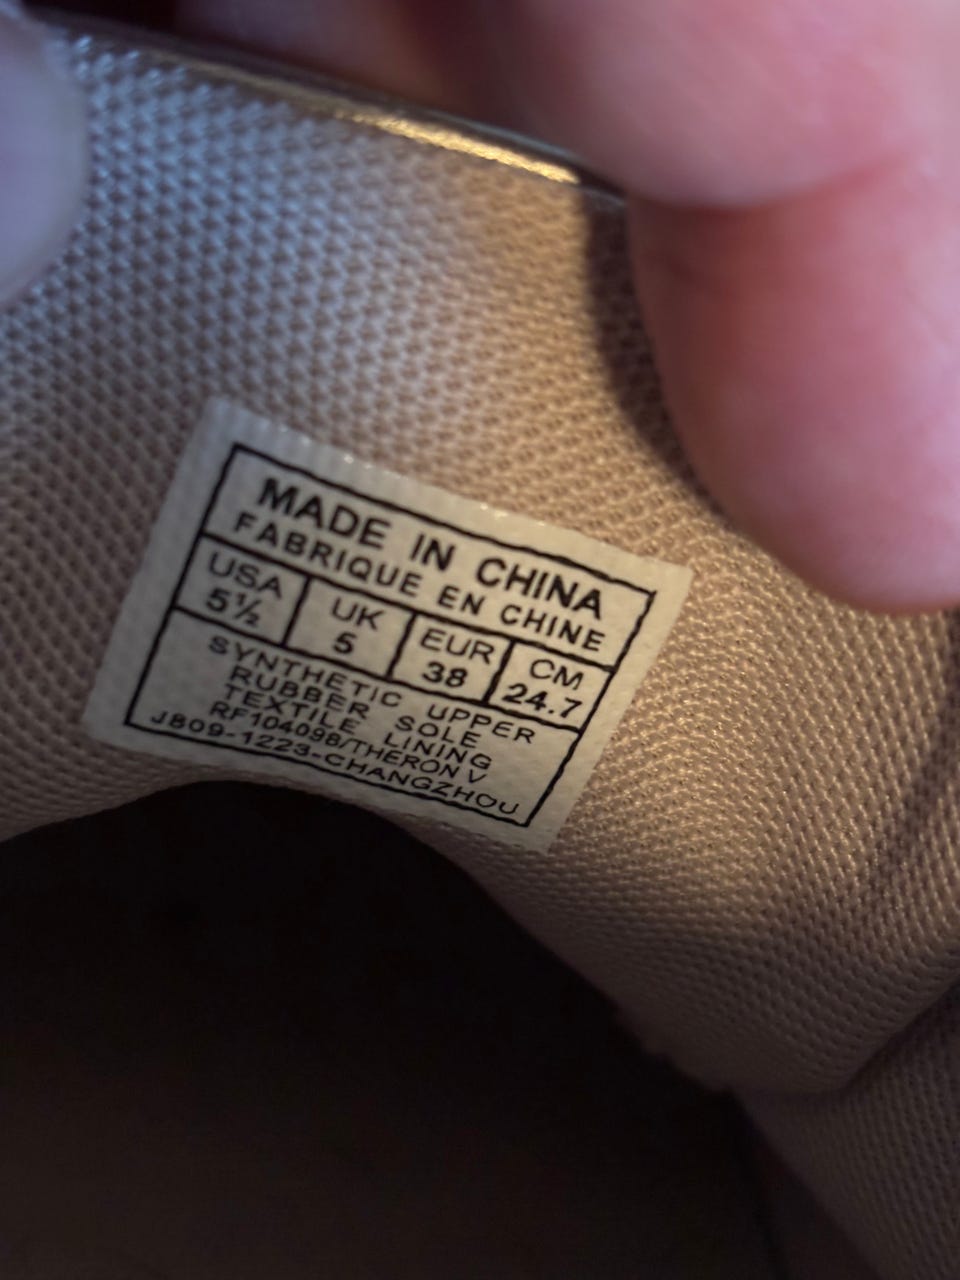 MADE IN CHINA
FABRIQUE EN CHINE
USA UK EUR CM
5½ 5 38 24.7
SYNTHETIC UPPER
RUBBER SOLE
TEXTILE LINING
RF104098/THERON V
J809-1223-CHANGZHOU